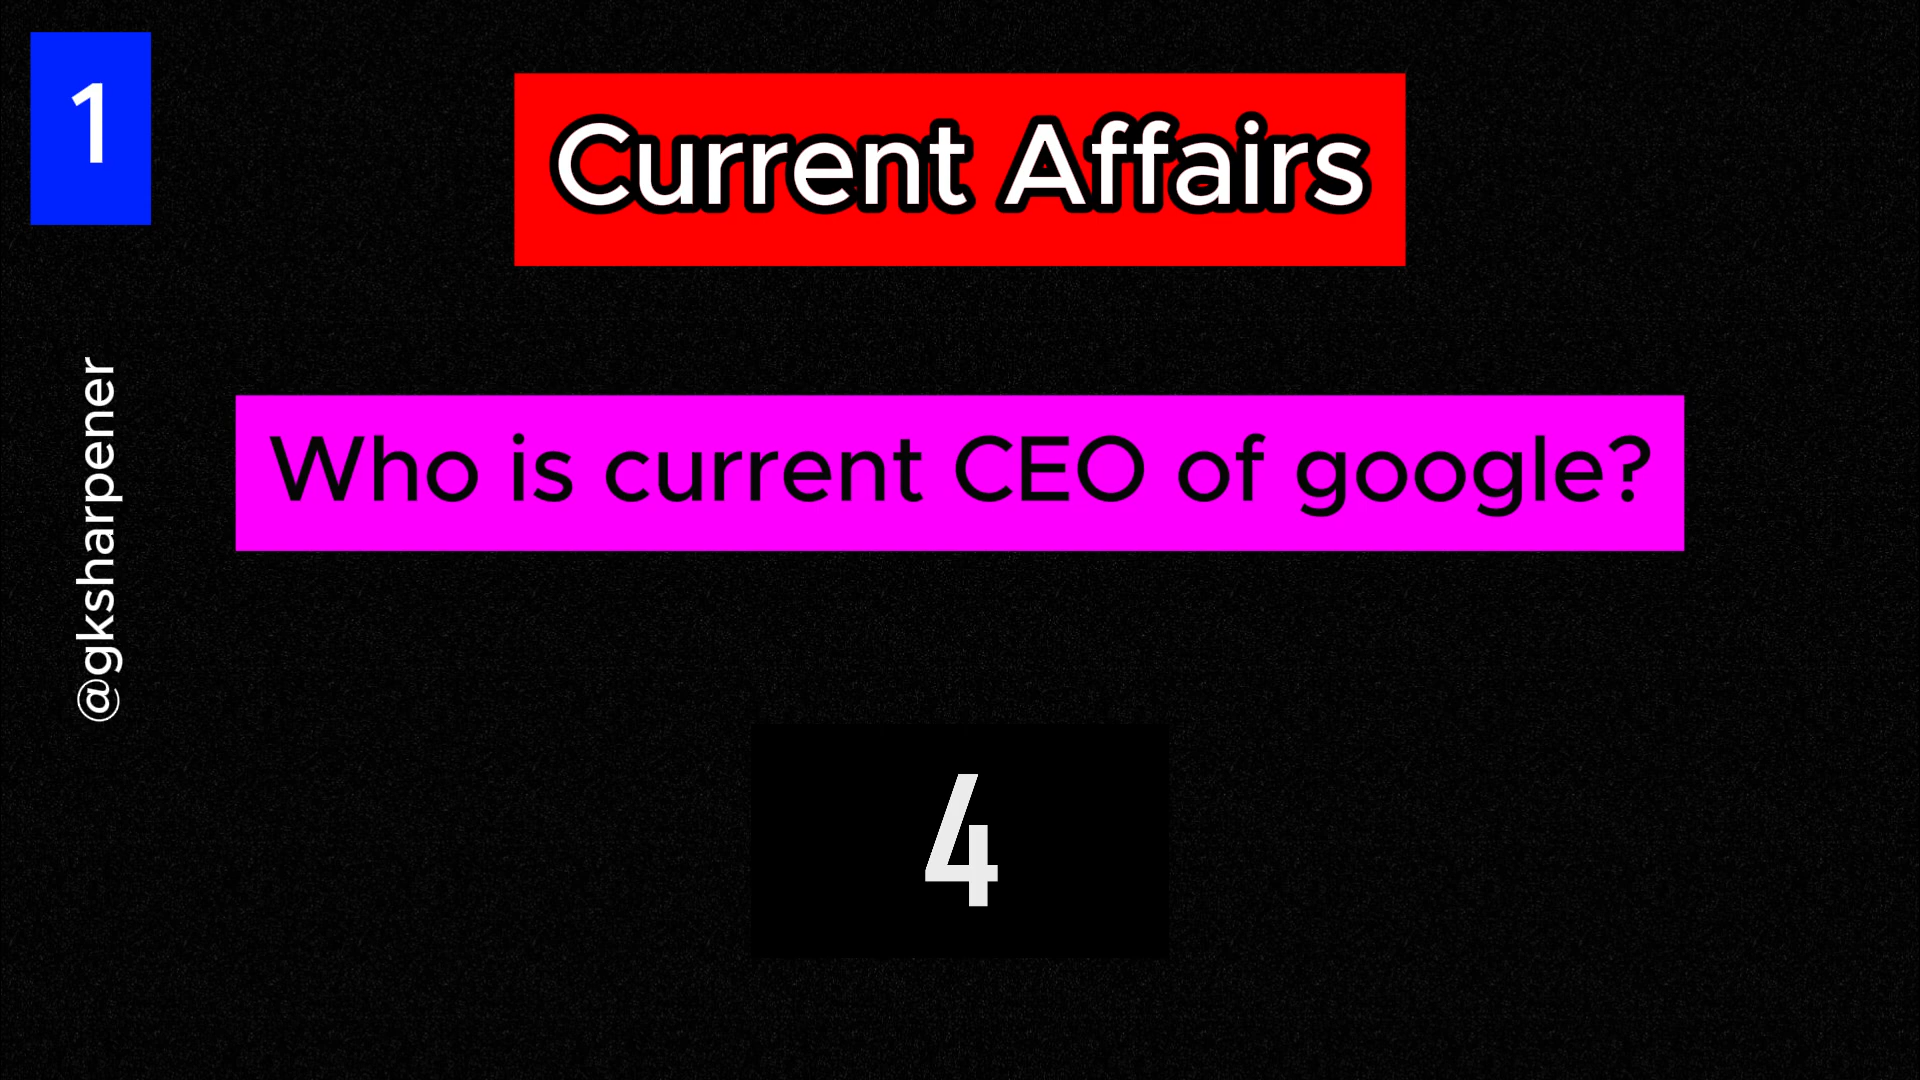 1
Current Affairs
@gksharpener
Who is current CEO of google?
4